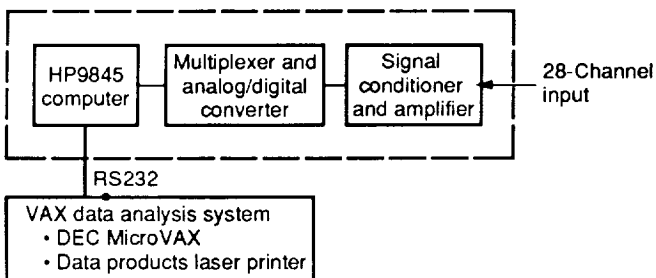 HP9845
computer
Multiplexer and
analog/digital
converter
Signal
conditioner
and amplifier
28-Channel
input
RS232
VAX data analysis system
• DEC MicroVAX
• Data products laser printer